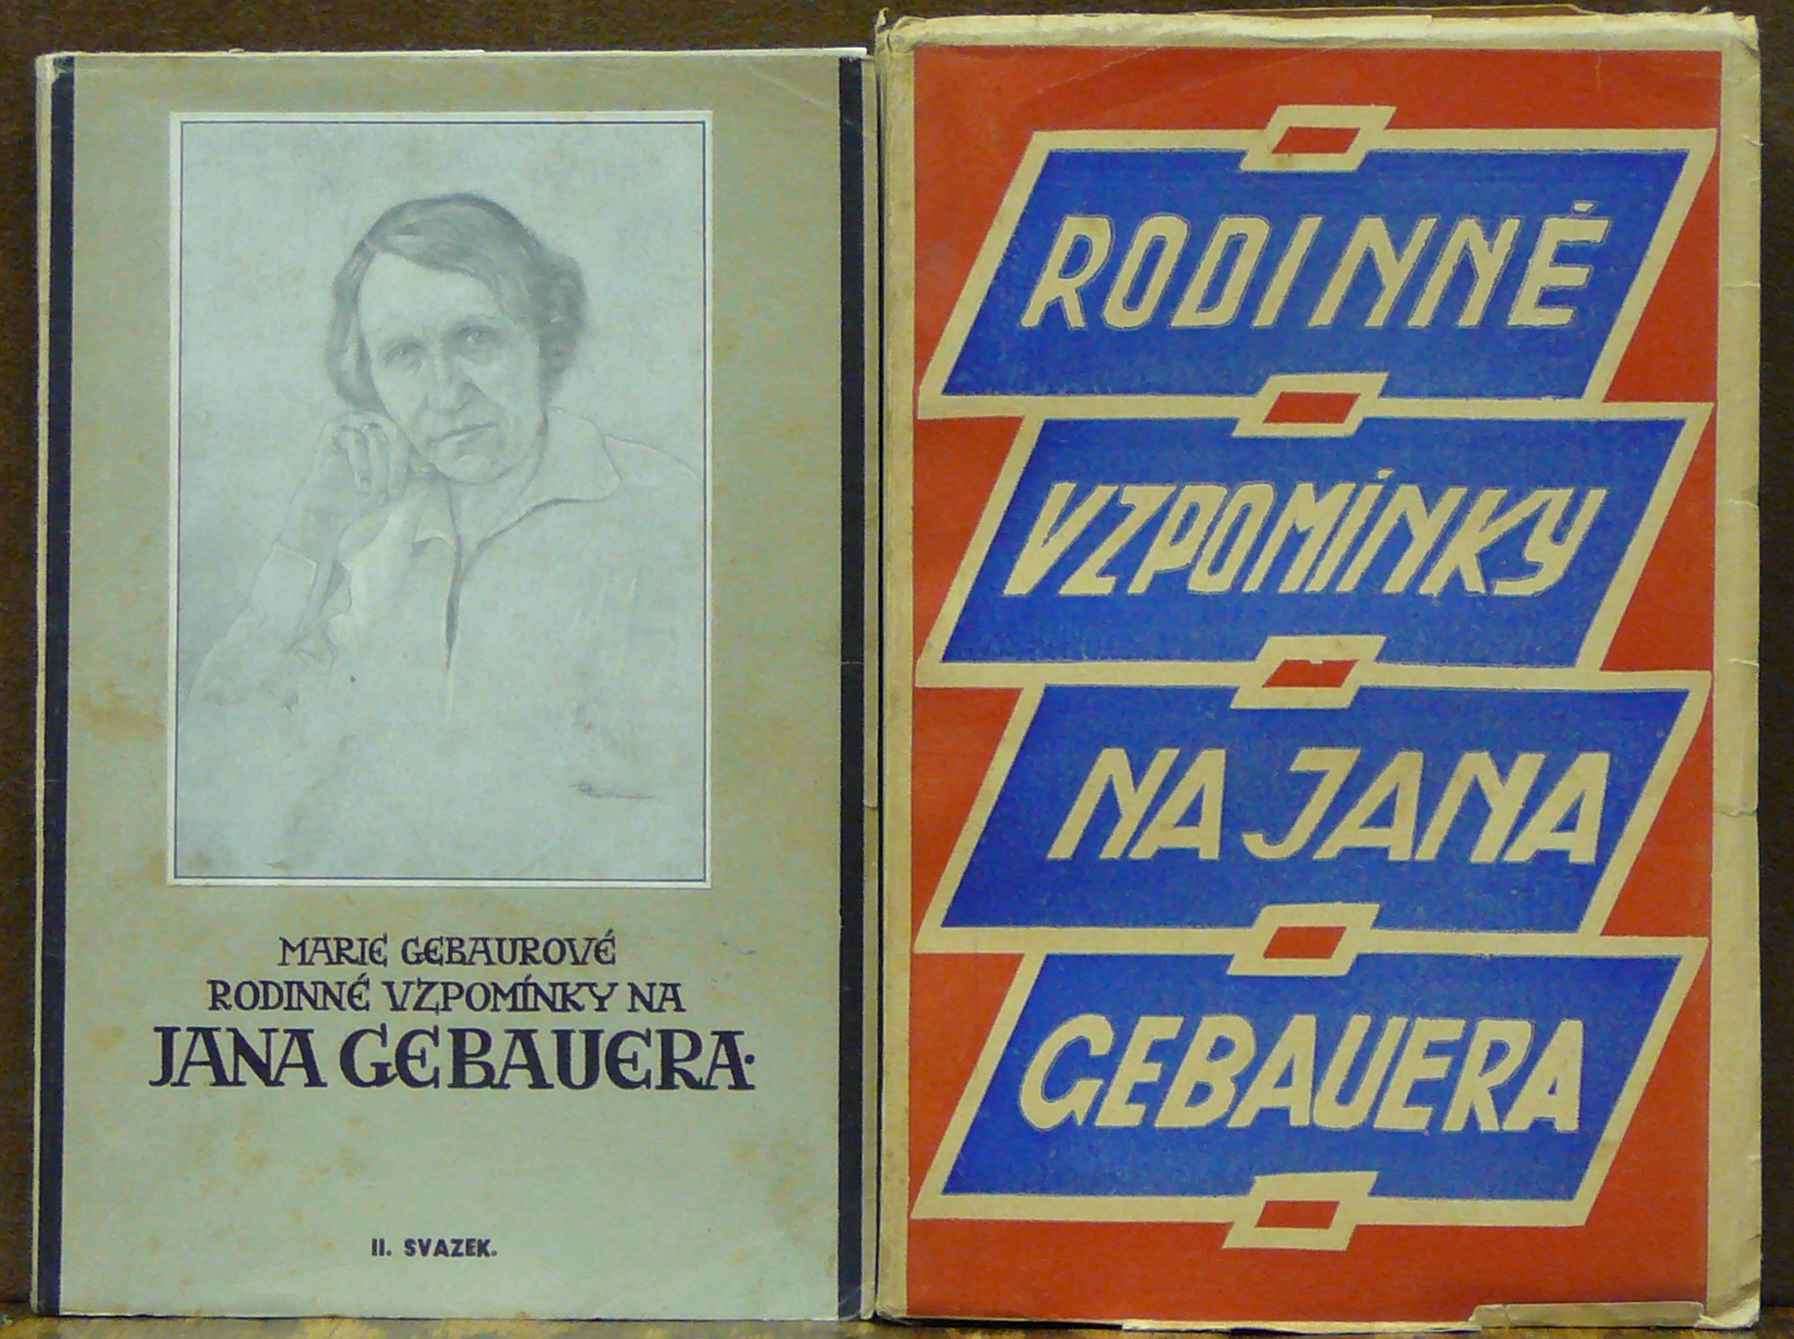 MARIE GEBAUROVÉ
RODINNÉ VZPOMÍNKY NA
JANA GEBAUERA.
II. SVAZEK.
RODINNÉ
VZPOMÍNKY
NA JANA
GEBAUERA